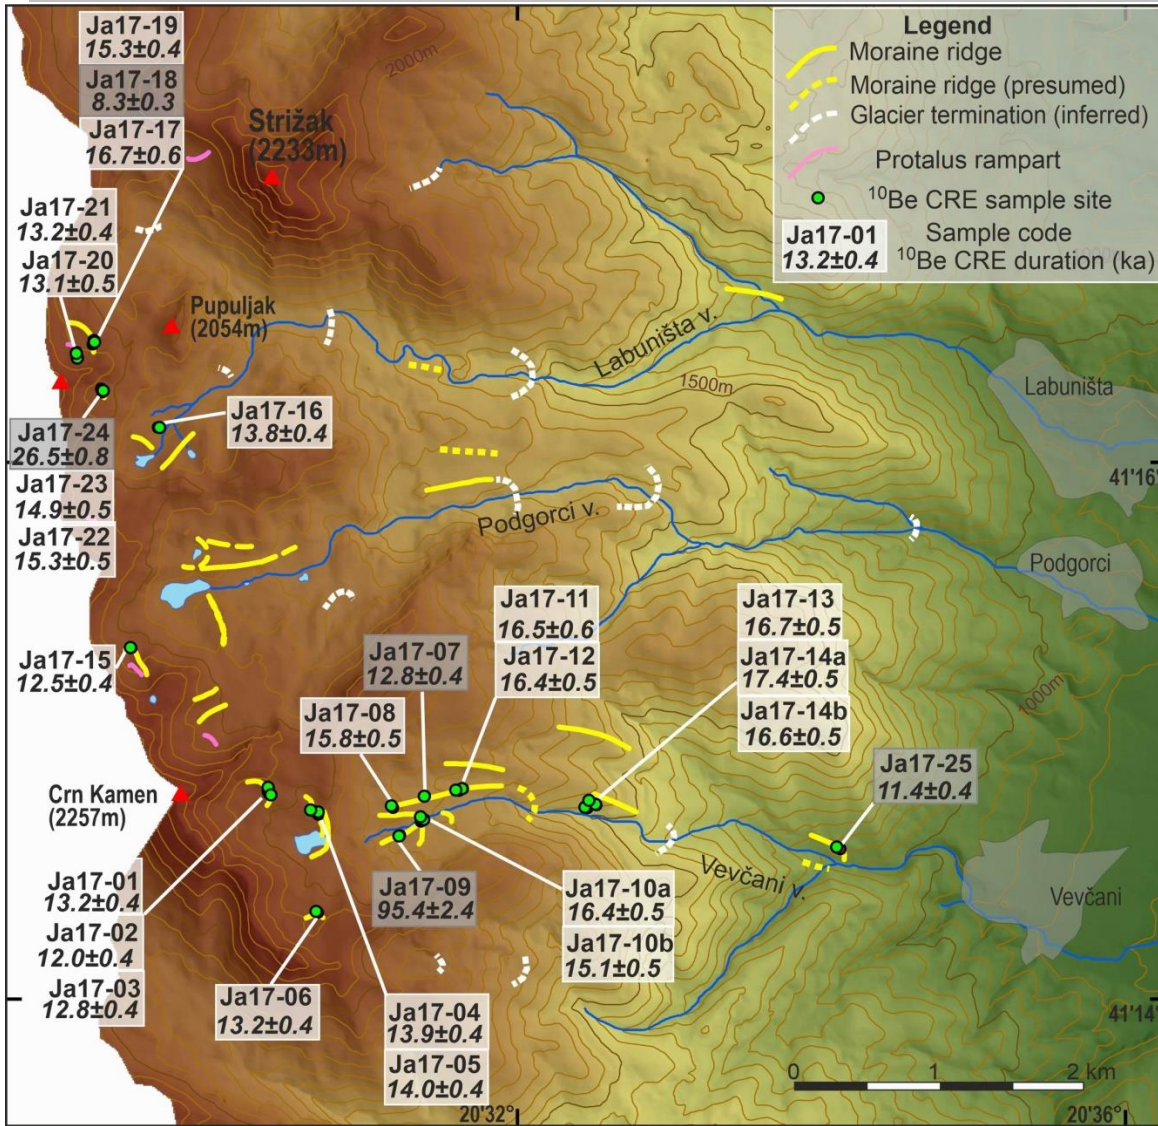 Ja17-19
15.3±0.4
Ja17-18
8.3±0.3
Ja17-17
16.7±0.6
Strižak
(2233m)
2000m
Legend
Moraine ridge
Moraine ridge (presumed)
Glacier termination (inferred)
Protalus rampart
10Be CRE sample site
Ja17-01
13.2±0.4
Sample code
10Be CRE duration (ka)
Ja17-21
13.2±0.4
Ja17-20
13.1±0.5
Pupuljak
(2054m)
Labuništa v.
1500m
Labuništa
Ja17-16
13.8±0.4
Ja17-24
26.5±0.8
Ja17-23
14.9±0.5
Ja17-22
15.3±0.5
41'16°
Podgorci v.
Podgorci
Ja17-11
16.5±0.6
Ja17-12
16.4±0.5
Ja17-13
16.7±0.5
Ja17-14a
17.4±0.5
Ja17-14b
16.6±0.5
Ja17-07
12.8±0.4
Ja17-15
12.5±0.4
Ja17-08
15.8±0.5
1000m
Ja17-25
11.4±0.4
Crn Kamen
(2257m)
Vevčani v.
Vevčani
Ja17-01
13.2±0.4
Ja17-02
12.0±0.4
Ja17-03
12.8±0.4
Ja17-09
95.4±2.4
Ja17-10a
16.4±0.5
Ja17-10b
15.1±0.5
Ja17-06
13.2±0.4
Ja17-04
13.9±0.4
Ja17-05
14.0±0.4
41'14°
0 1 2 km
20'32° 20'36°